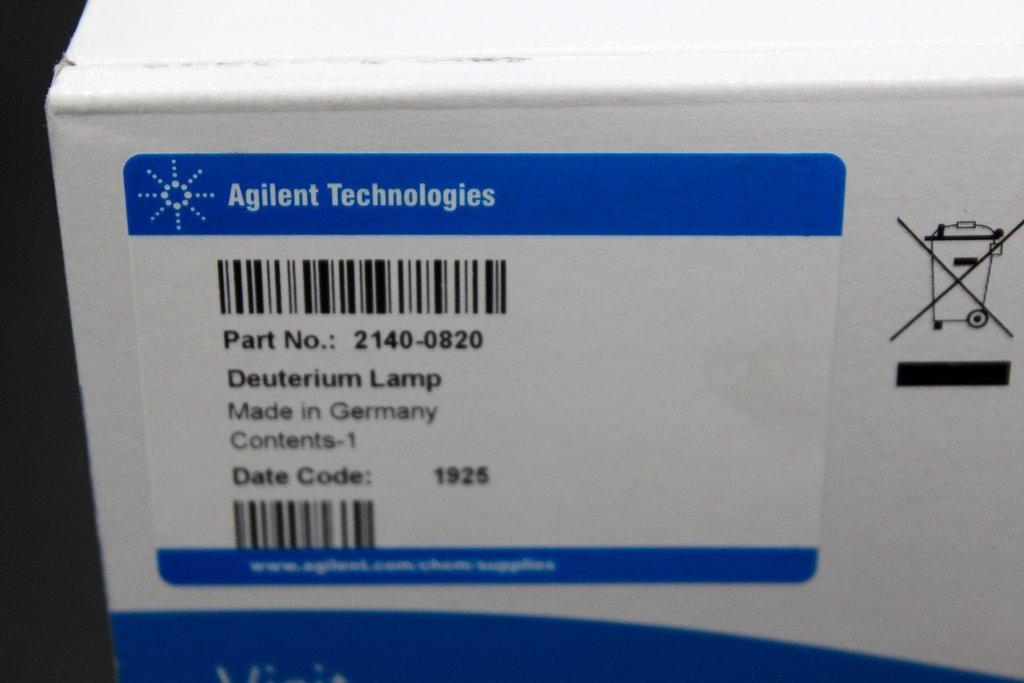 Agilent Technologies
Part No.: 2140-0820
Deuterium Lamp
Made in Germany
Contents-1
Date Code: 1925
www.agilent.com/chem/supplies
Visit